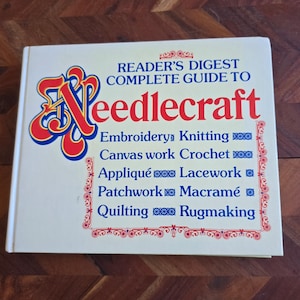 READER'S DIGEST
COMPLETE GUIDE TO
Needlecraft
Embroidery Knitting
Canvas work Crochet
Appliqué Lacework
Patchwork Macramé
Quilting Rugmaking